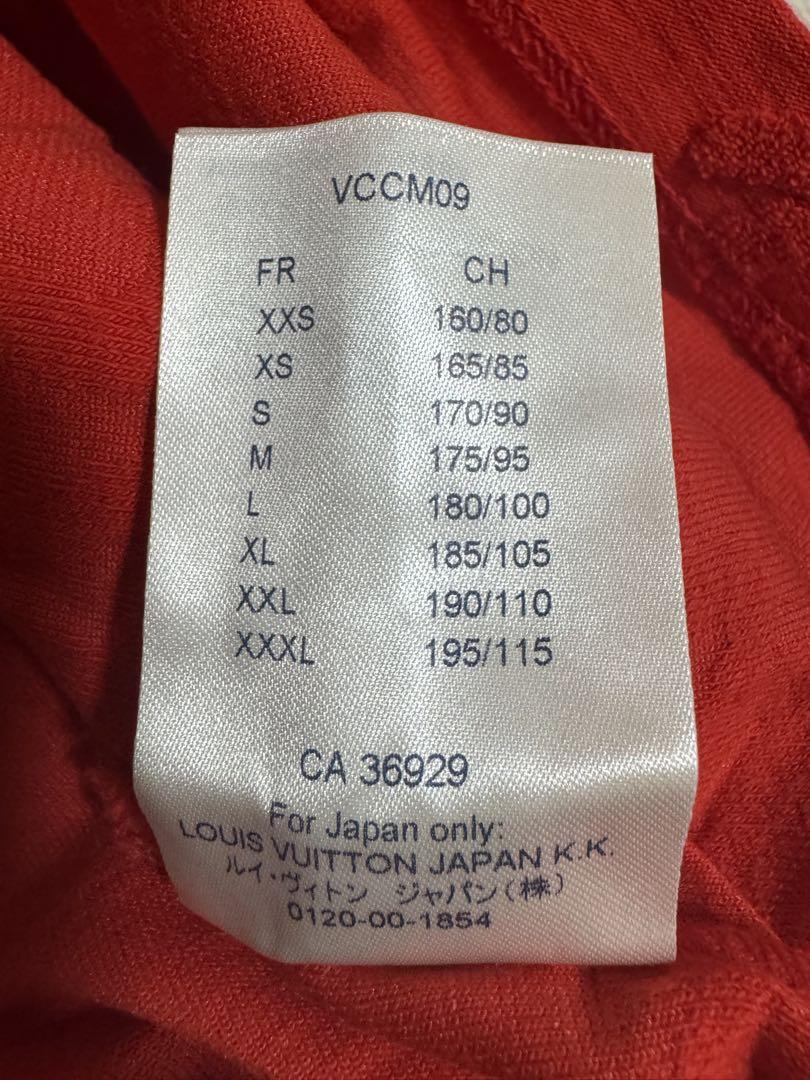 VCCM09
FR CH
XXS 160/80
XS 165/85
S 170/90
M 175/95
L 180/100
XL 185/105
XXL 190/110
XXXL 195/115
CA 36929
For Japan only:
LOUIS VUITTON JAPAN K.K.
ルイ・ヴィトン ジャパン(株)
0120-00-1854